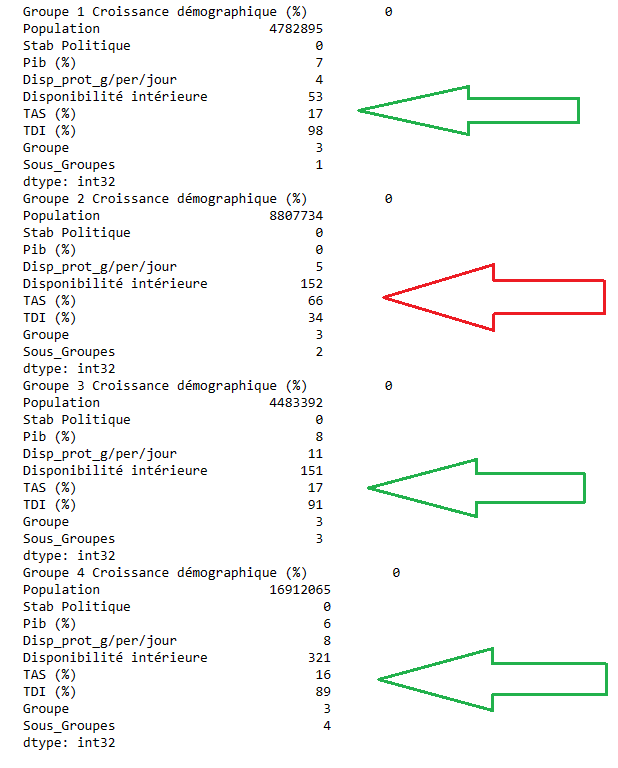 Groupe 1 Croissance démographique (%) 0
Population 4782895
Stab Politique 0
Pib (%) 7
Disp_prot_g/per/jour 4
Disponibilité intérieure 53
TAS (%) 17
TDI (%) 98
Groupe 3
Sous_Groupes 1
dtype: int32
Groupe 2 Croissance démographique (%) 0
Population 8807734
Stab Politique 0
Pib (%) 0
Disp_prot_g/per/jour 5
Disponibilité intérieure 152
TAS (%) 66
TDI (%) 34
Groupe 3
Sous_Groupes 2
dtype: int32
Groupe 3 Croissance démographique (%) 0
Population 4483392
Stab Politique 0
Pib (%) 8
Disp_prot_g/per/jour 11
Disponibilité intérieure 151
TAS (%) 17
TDI (%) 91
Groupe 3
Sous_Groupes 3
dtype: int32
Groupe 4 Croissance démographique (%) 0
Population 16912065
Stab Politique 0
Pib (%) 6
Disp_prot_g/per/jour 8
Disponibilité intérieure 321
TAS (%) 16
TDI (%) 89
Groupe 3
Sous_Groupes 4
dtype: int32